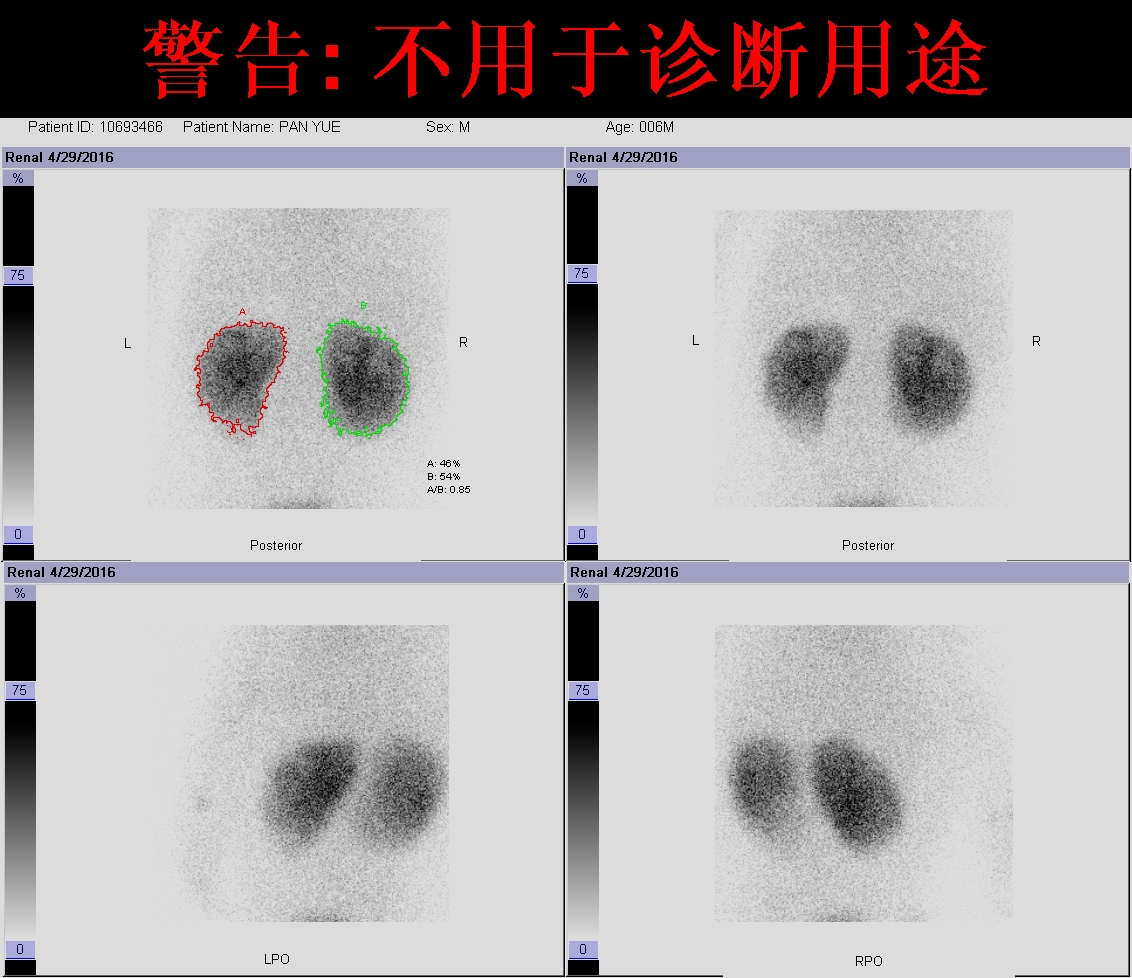 警告: 不用于诊断用途
Patient ID: 10693466 Patient Name: PAN YUE Sex: M Age: 006M
Renal 4/29/2016
%
75
0
L
A
B
R
A: 46%
B: 54%
A/B: 0.85
Posterior
Renal 4/29/2016
%
75
0
L
R
Posterior
Renal 4/29/2016
%
75
0
LPO
Renal 4/29/2016
%
75
0
RPO